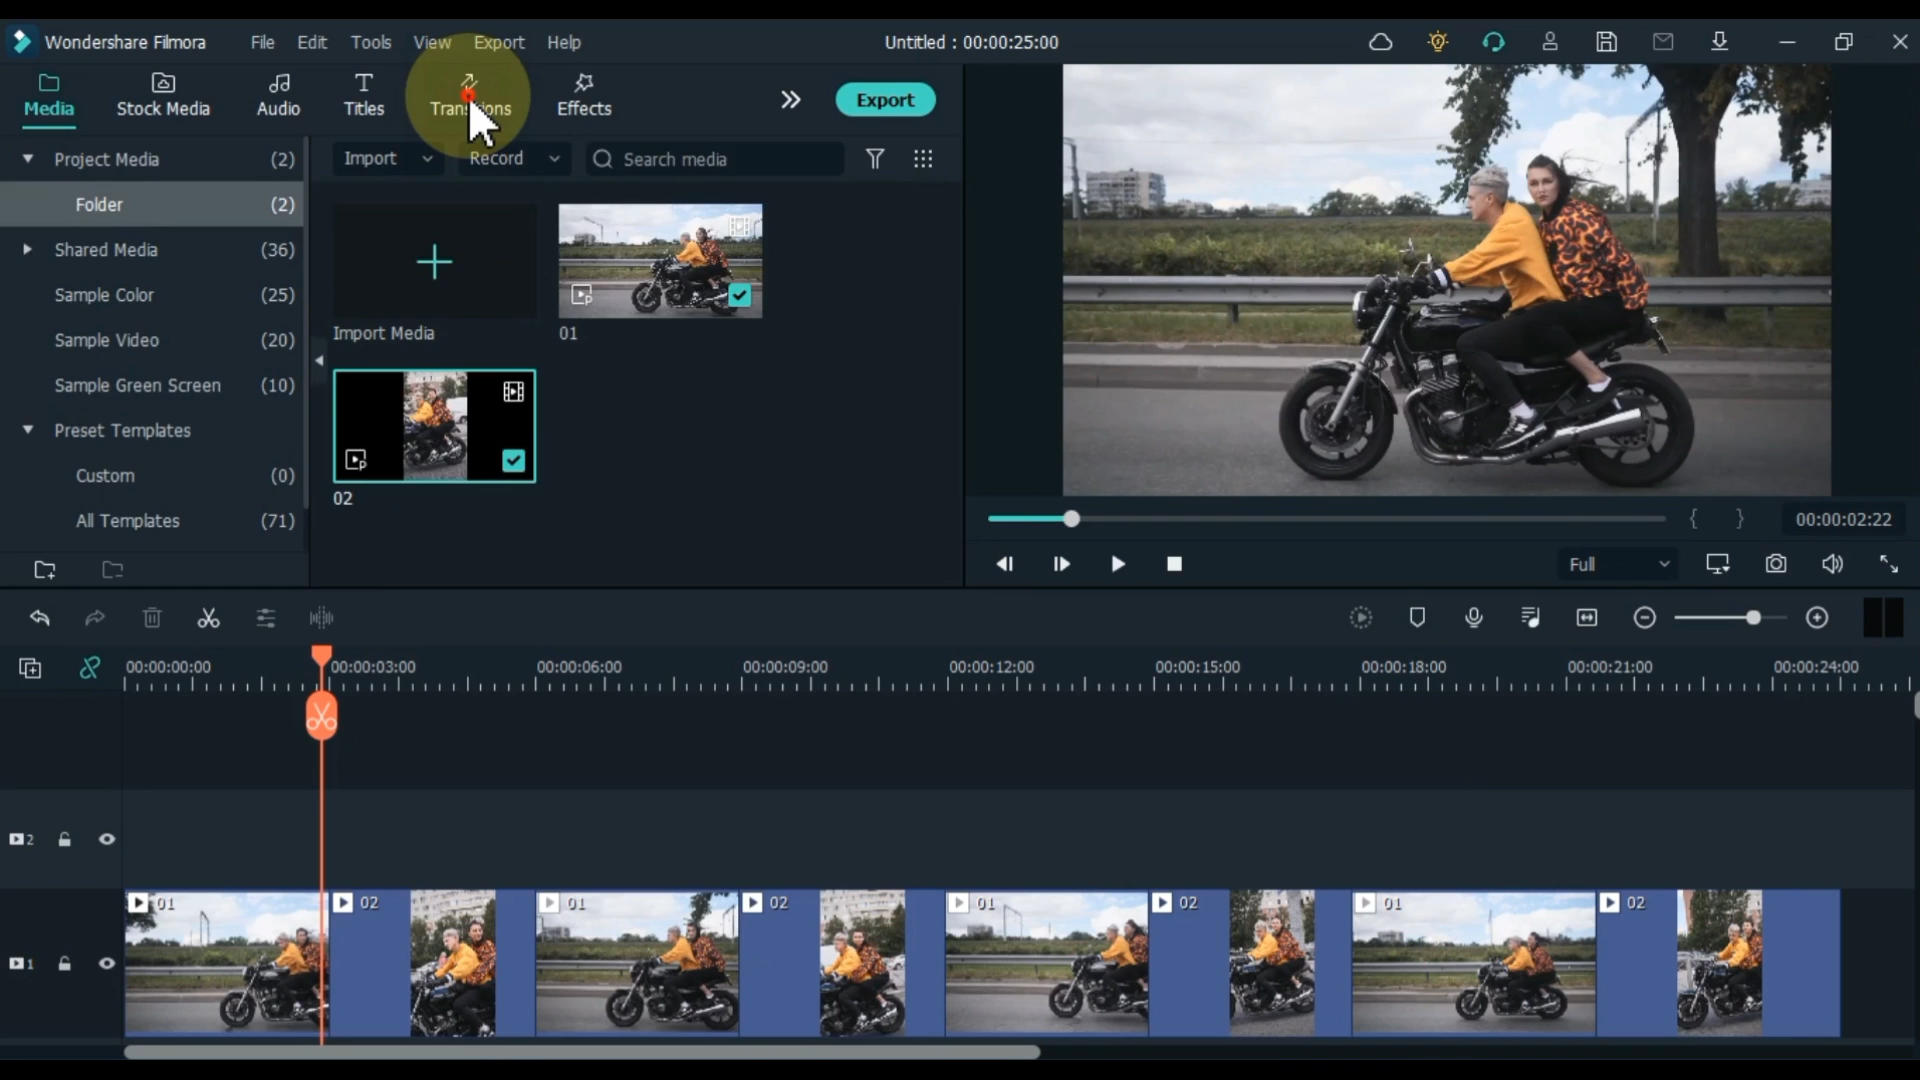 Wondershare Filmora File Edit Tools View Export Help Untitled : 00:00:25:00
Media Stock Media Audio Titles Transitions Effects Export
Project Media (2) Import Record Search media
Folder (2)
Shared Media (36)
Sample Color (25)
Sample Video (20)
Import Media 01
Sample Green Screen (10)
Preset Templates
Custom (0)
02
All Templates (71)
00:00:02:22
Full
00:00:00:00 00:00:03:00 00:00:06:00 00:00:09:00 00:00:12:00 00:00:15:00 00:00:18:00 00:00:21:00 00:00:24:00
2
01 02 01 02 01 02 01 02
1